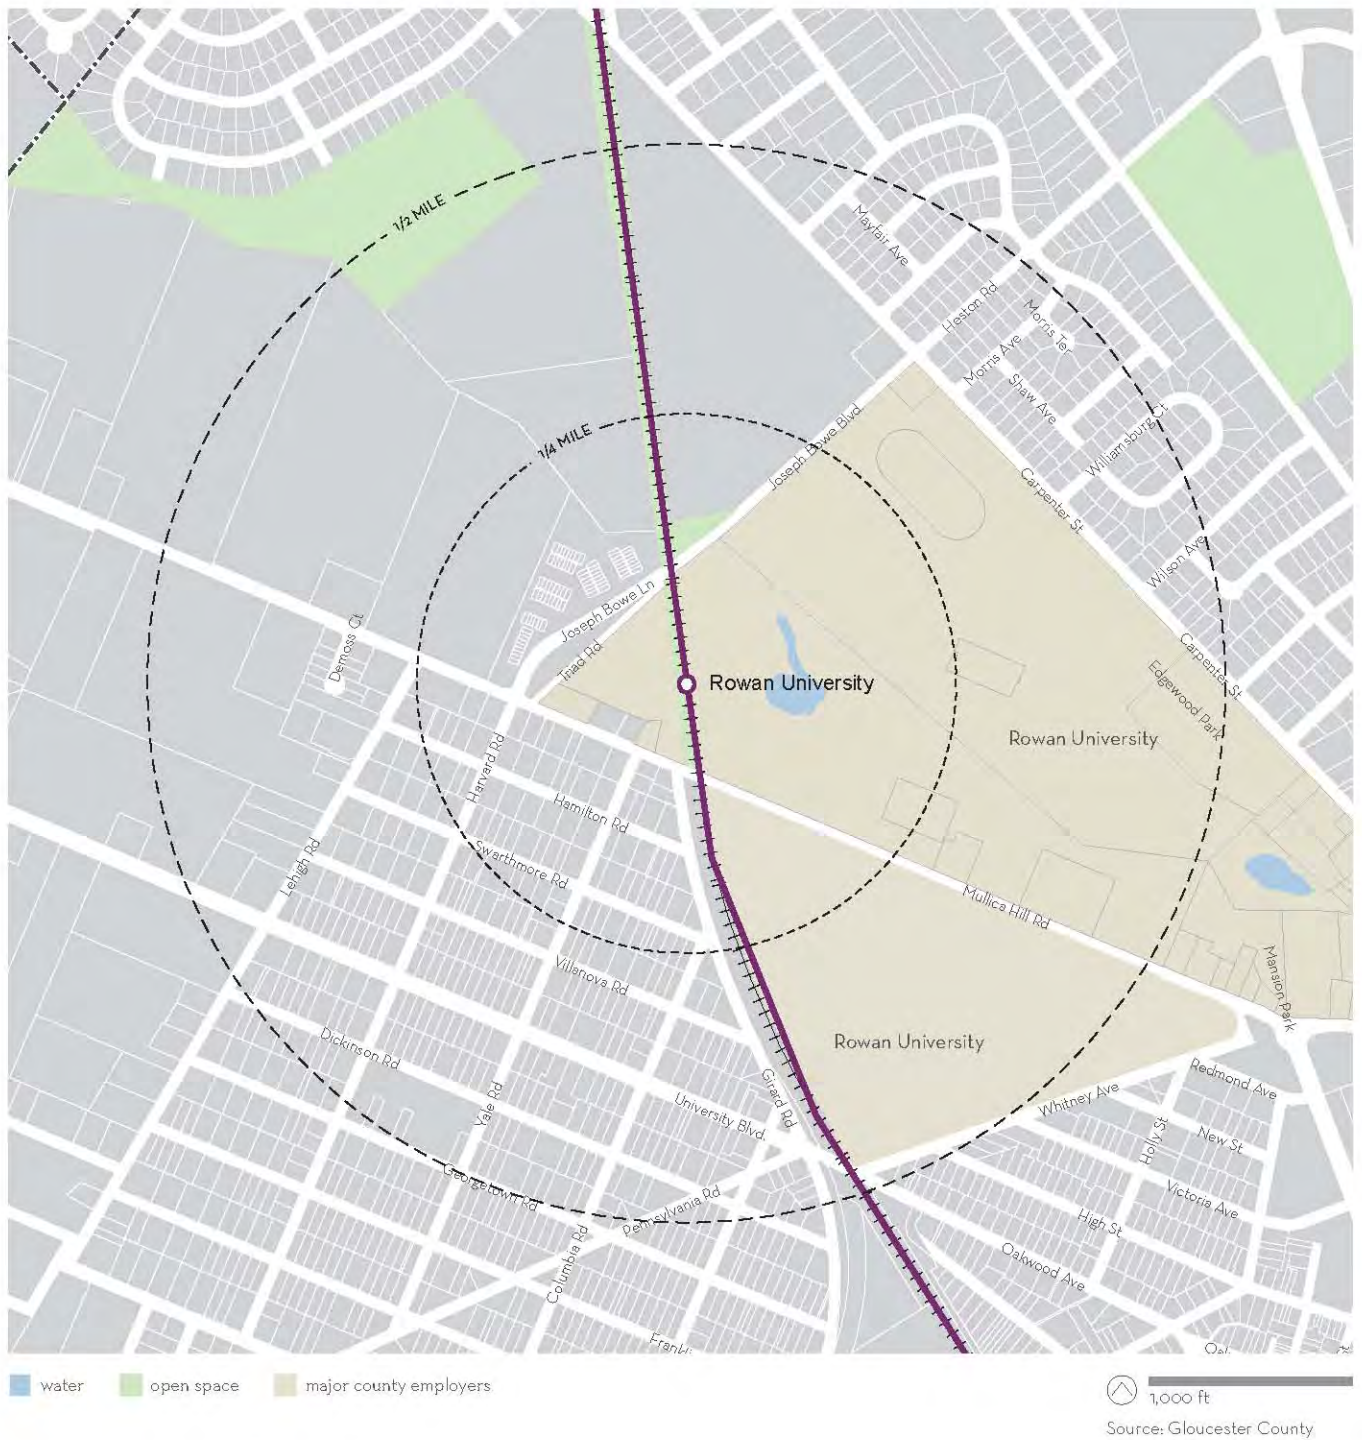 1/2 MILE
Mayfair Ave
Heston Rd
Morris Ter
Morris Ave
Shaw Ave
1/4 MILE
Joseph Bowe Blvd.
Williamsburg Ct
Carpenter St
Wilson Ave
Joseph Bowe Ln
Demoss Ct
Triad Rd
Rowan University
Carpenter St
Edgewood Park
Rowan University
Harvard Rd
Hamilton Rd
Lehigh Rd
Swarthmore Rd
Mullica Hill Rd
Villanova Rd
Mansion Park
Dickinson Rd
Rowan University
Yale Rd
University Blvd.
Girard Rd
Redmond Ave
Whitney Ave
Holly St
New St
Georgetown Rd
Pennsylvania Rd
Victoria Ave
High St
Columbia Rd
Oakwood Ave
Frankl
water
open space
major county employers
1,000 ft
Source: Gloucester County